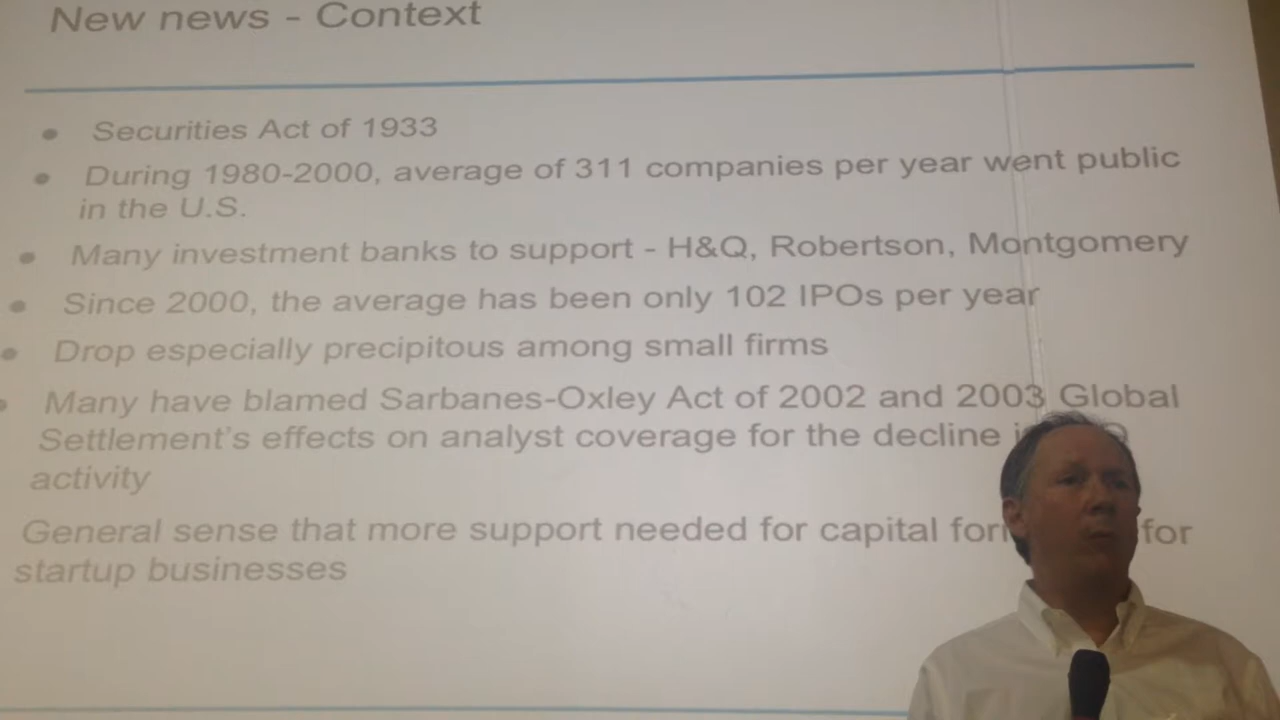 New news - Context
• Securities Act of 1933
• During 1980-2000, average of 311 companies per year went public
in the U.S.
• Many investment banks to support - H&Q, Robertson, Montgomery
• Since 2000, the average has been only 102 IPOs per year
• Drop especially precipitous among small firms
• Many have blamed Sarbanes-Oxley Act of 2002 and 2003 Global
Settlement's effects on analyst coverage for the decline
activity
General sense that more support needed for capital for
startup businesses